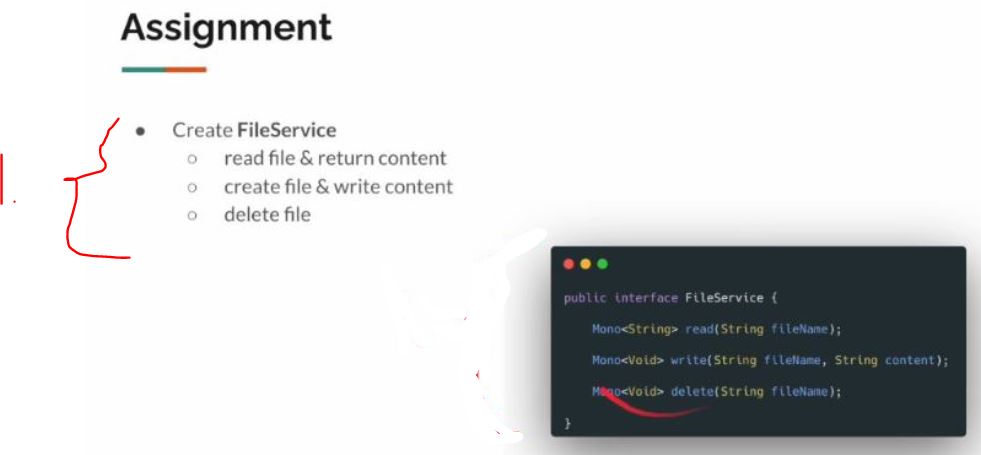 Assignment
1.
● Create FileService
○ read file & return content
○ create file & write content
○ delete file
public interface FileService {
Mono<String> read(String fileName);
Mono<Void> write(String fileName, String content);
Mono<Void> delete(String fileName);
}